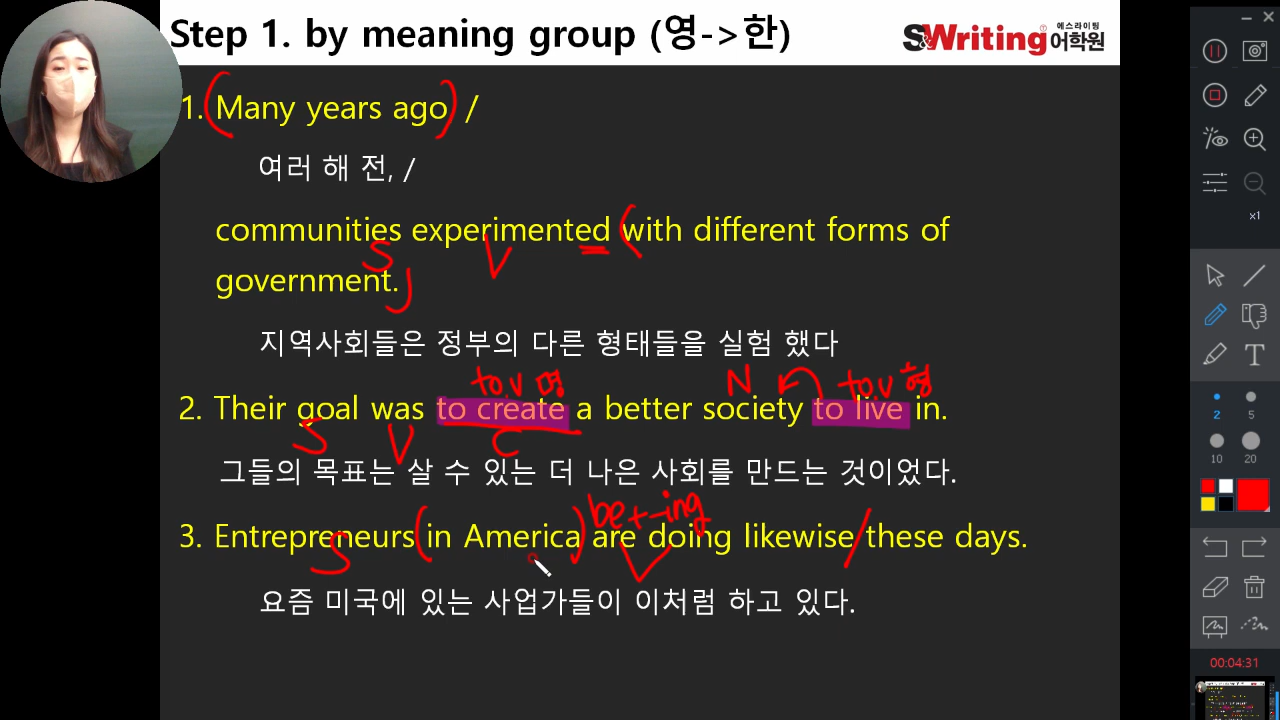 Step 1. by meaning group (영->한)
S&Writing 에스라이팅 어학원
1. (Many years ago) /
여러 해 전, /
communities experimented (with different forms of
S V
government.)
지역사회들은 정부의 다른 형태들을 실험 했다
to.V 명 N to.V 형
2. Their goal was to create a better society to live in.
S V C
그들의 목표는 살 수 있는 더 나은 사회를 만드는 것이었다.
be+-ing
3. Entrepreneurs (in America) are doing likewise / these days.
S V
요즘 미국에 있는 사업가들이 이처럼 하고 있다.
x1
T
2 5
10 20
00:04:31